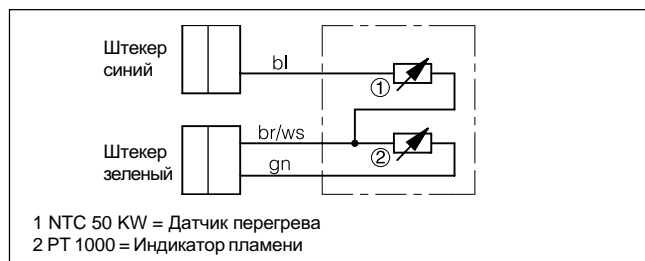 Штекер
синий
bl
①
Штекер
зеленый
br/ws
gn
②
1 NTC 50 KW = Датчик перегрева
2 PT 1000 = Индикатор пламени